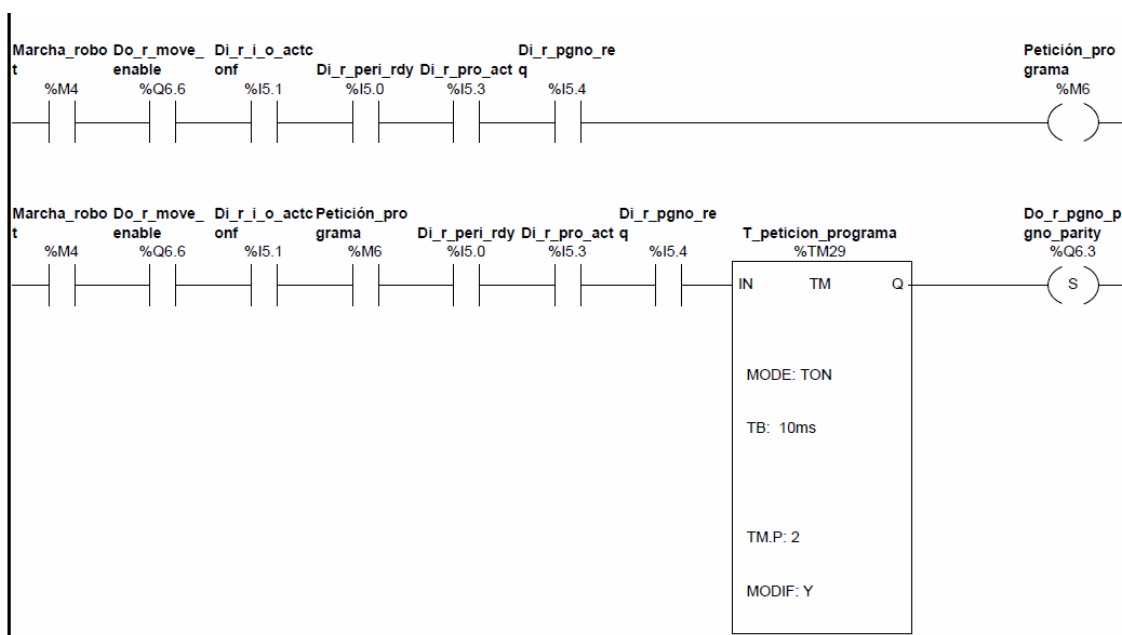 Marcha_robo Do_r_move_ Di_r_i_o_actc Di_r_pgno_re Petición_pro
t enable onf Di_r_peri_rdy Di_r_pro_act q grama
%M4 %Q6.6 %I5.1 %I5.0 %I5.3 %I5.4 %M6
Marcha_robo Do_r_move_ Di_r_i_o_actc Petición_pro Di_r_pgno_re Do_r_pgno_p
t enable onf grama Di_r_peri_rdy Di_r_pro_act q T_peticion_programa gno_parity
%M4 %Q6.6 %I5.1 %M6 %I5.0 %I5.3 %I5.4 %TM29 %Q6.3
IN TM Q S
MODE: TON
TB: 10ms
TM.P: 2
MODIF: Y